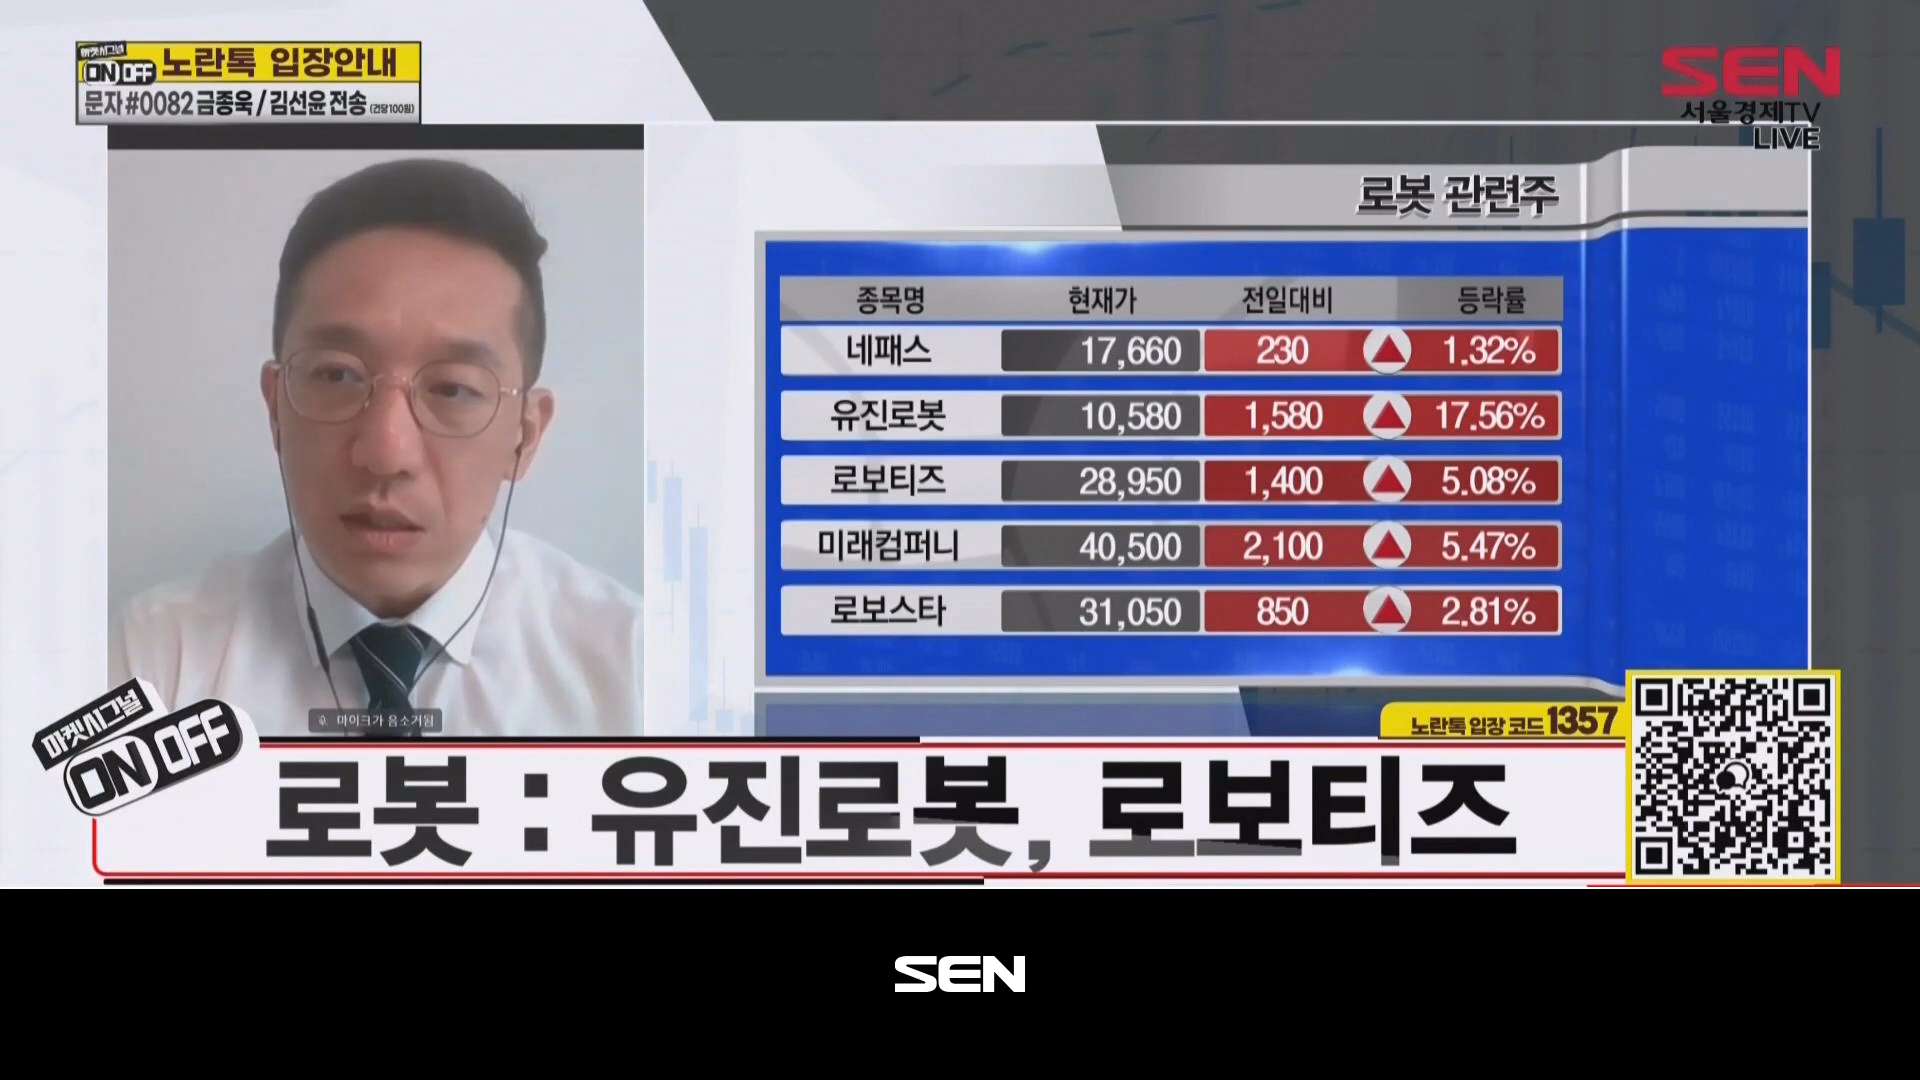 마켓시그널
ON OFF 노란톡 입장안내
문자 #0082 금종욱 / 김선윤 전송 (건당100원)
SEN
서울경제TV
LIVE
로봇 관련주
종목명 현재가 전일대비 등락률
네패스 17,660 230 ▲ 1.32%
유진로봇 10,580 1,580 ▲ 17.56%
로보티즈 28,950 1,400 ▲ 5.08%
미래컴퍼니 40,500 2,100 ▲ 5.47%
로보스타 31,050 850 ▲ 2.81%
마이크가 음소거됨
노란톡 입장 코드 1357
마켓시그널
ON OFF
로봇 : 유진로봇, 로보티즈
SEN